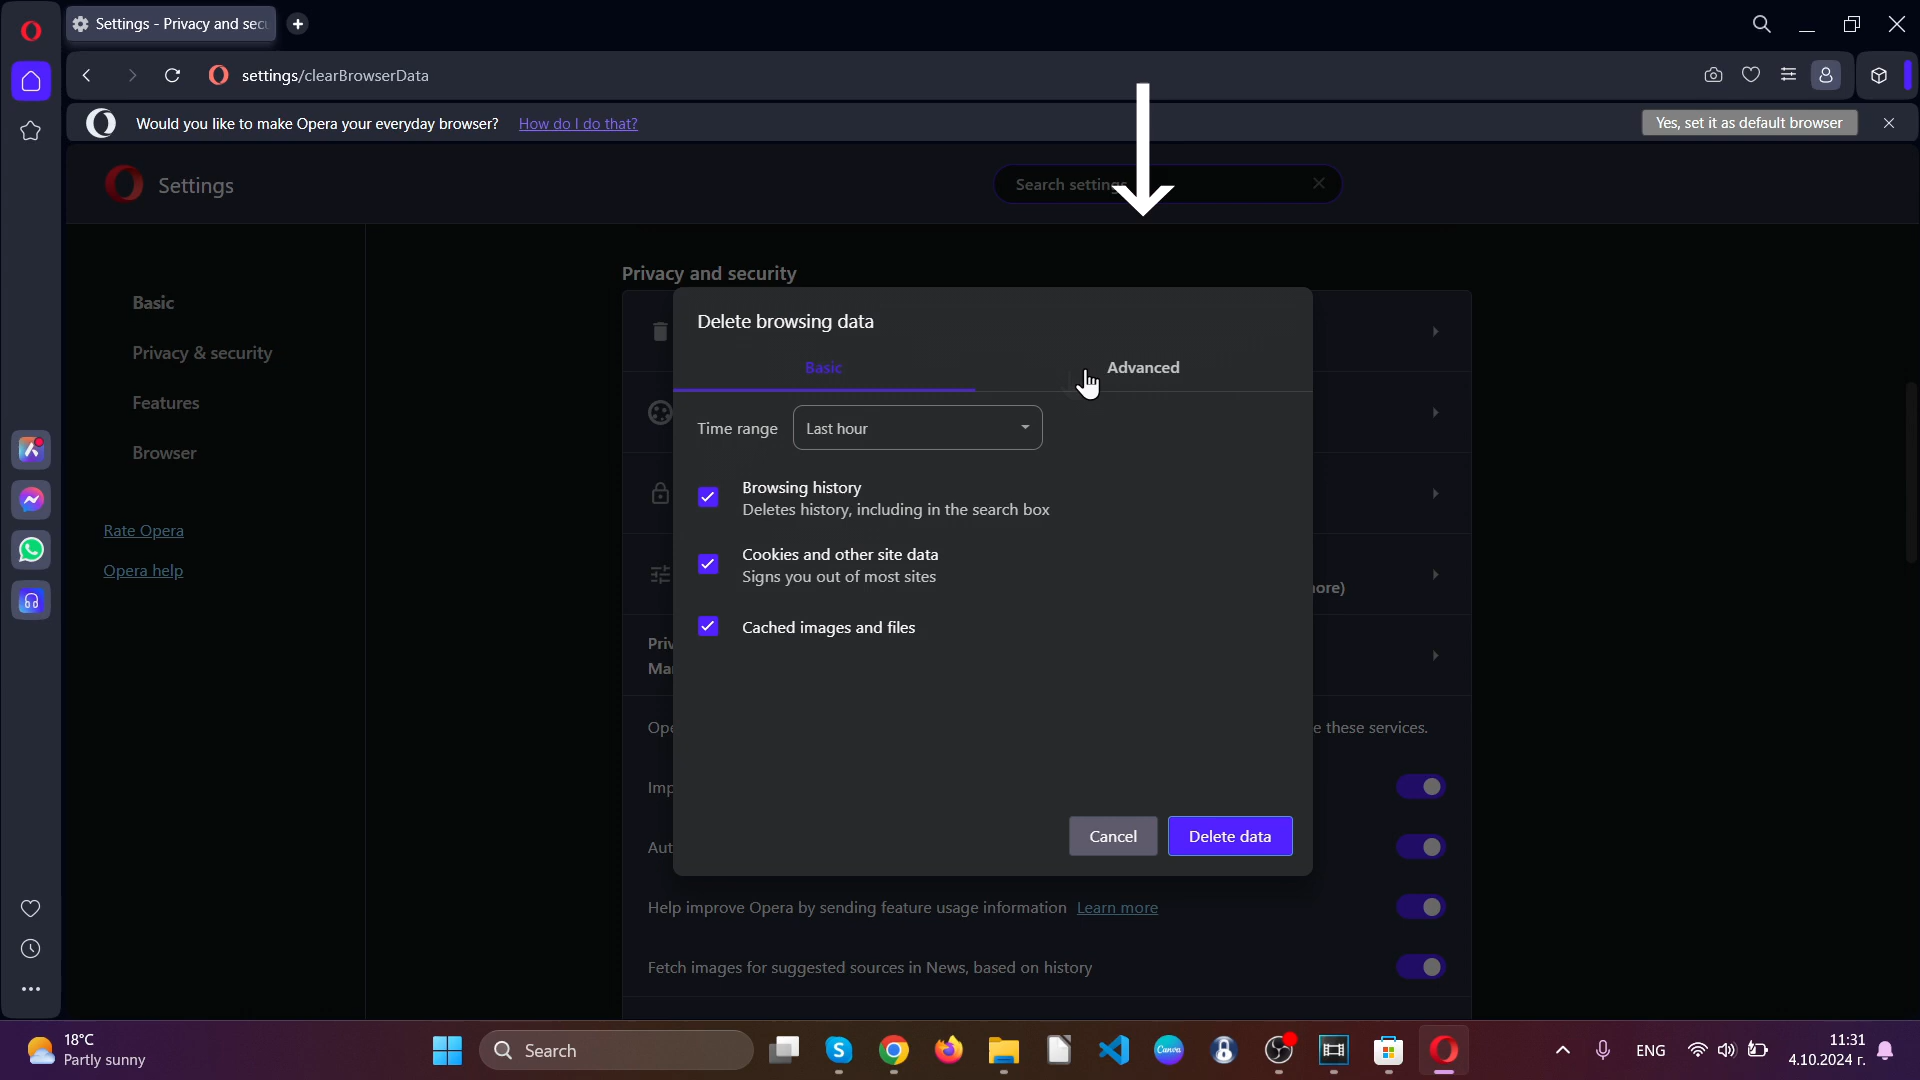 Settings - Privacy and sec
settings/clearBrowserData
Would you like to make Opera your everyday browser? How do I do that?
Yes, set it as default browser
Settings
Search settings
Privacy and security
Basic
Privacy & security
Features
Browser
Rate Opera
Opera help
Delete browsing data
Basic
Advanced
Time range
Last hour
Browsing history
Deletes history, including in the search box
Cookies and other site data
Signs you out of most sites
ore)
Cached images and files
Priv
Ma
Ope
e these services.
Imp
Cancel
Delete data
Aut
Help improve Opera by sending feature usage information Learn more
Fetch images for suggested sources in News, based on history
18°C
Partly sunny
Search
Canva
ENG
11:31
4.10.2024 г.